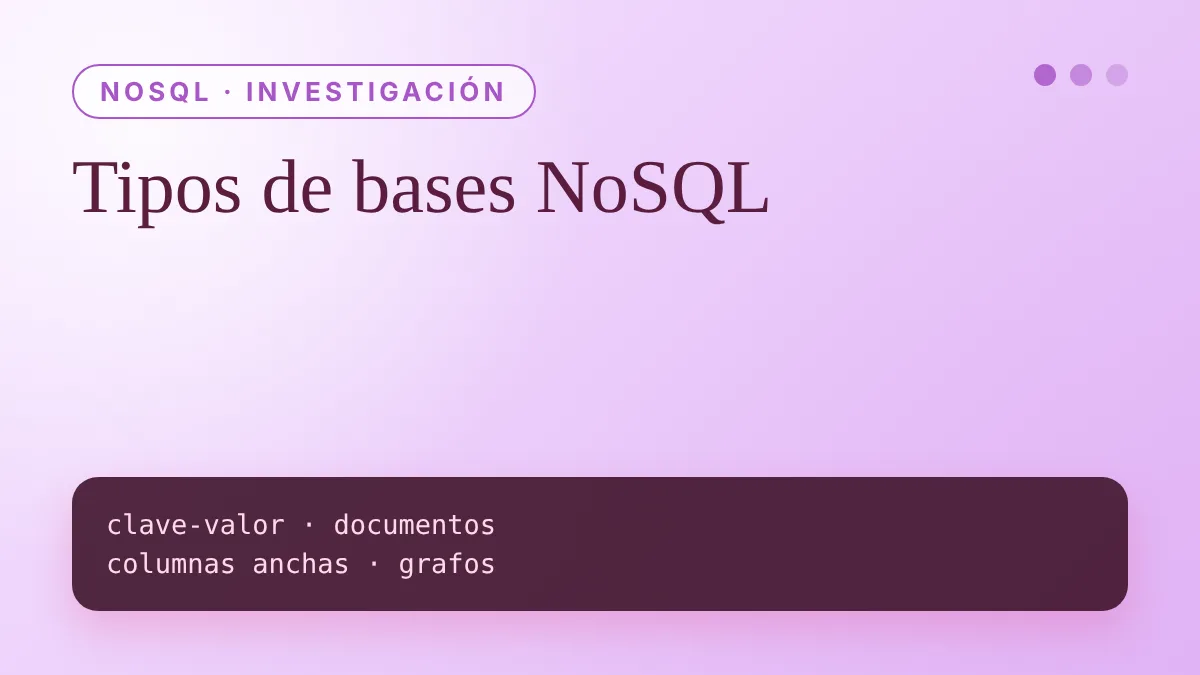 NOSQL · INVESTIGACIÓN
Tipos de bases NoSQL
clave-valor · documentos
columnas anchas · grafos